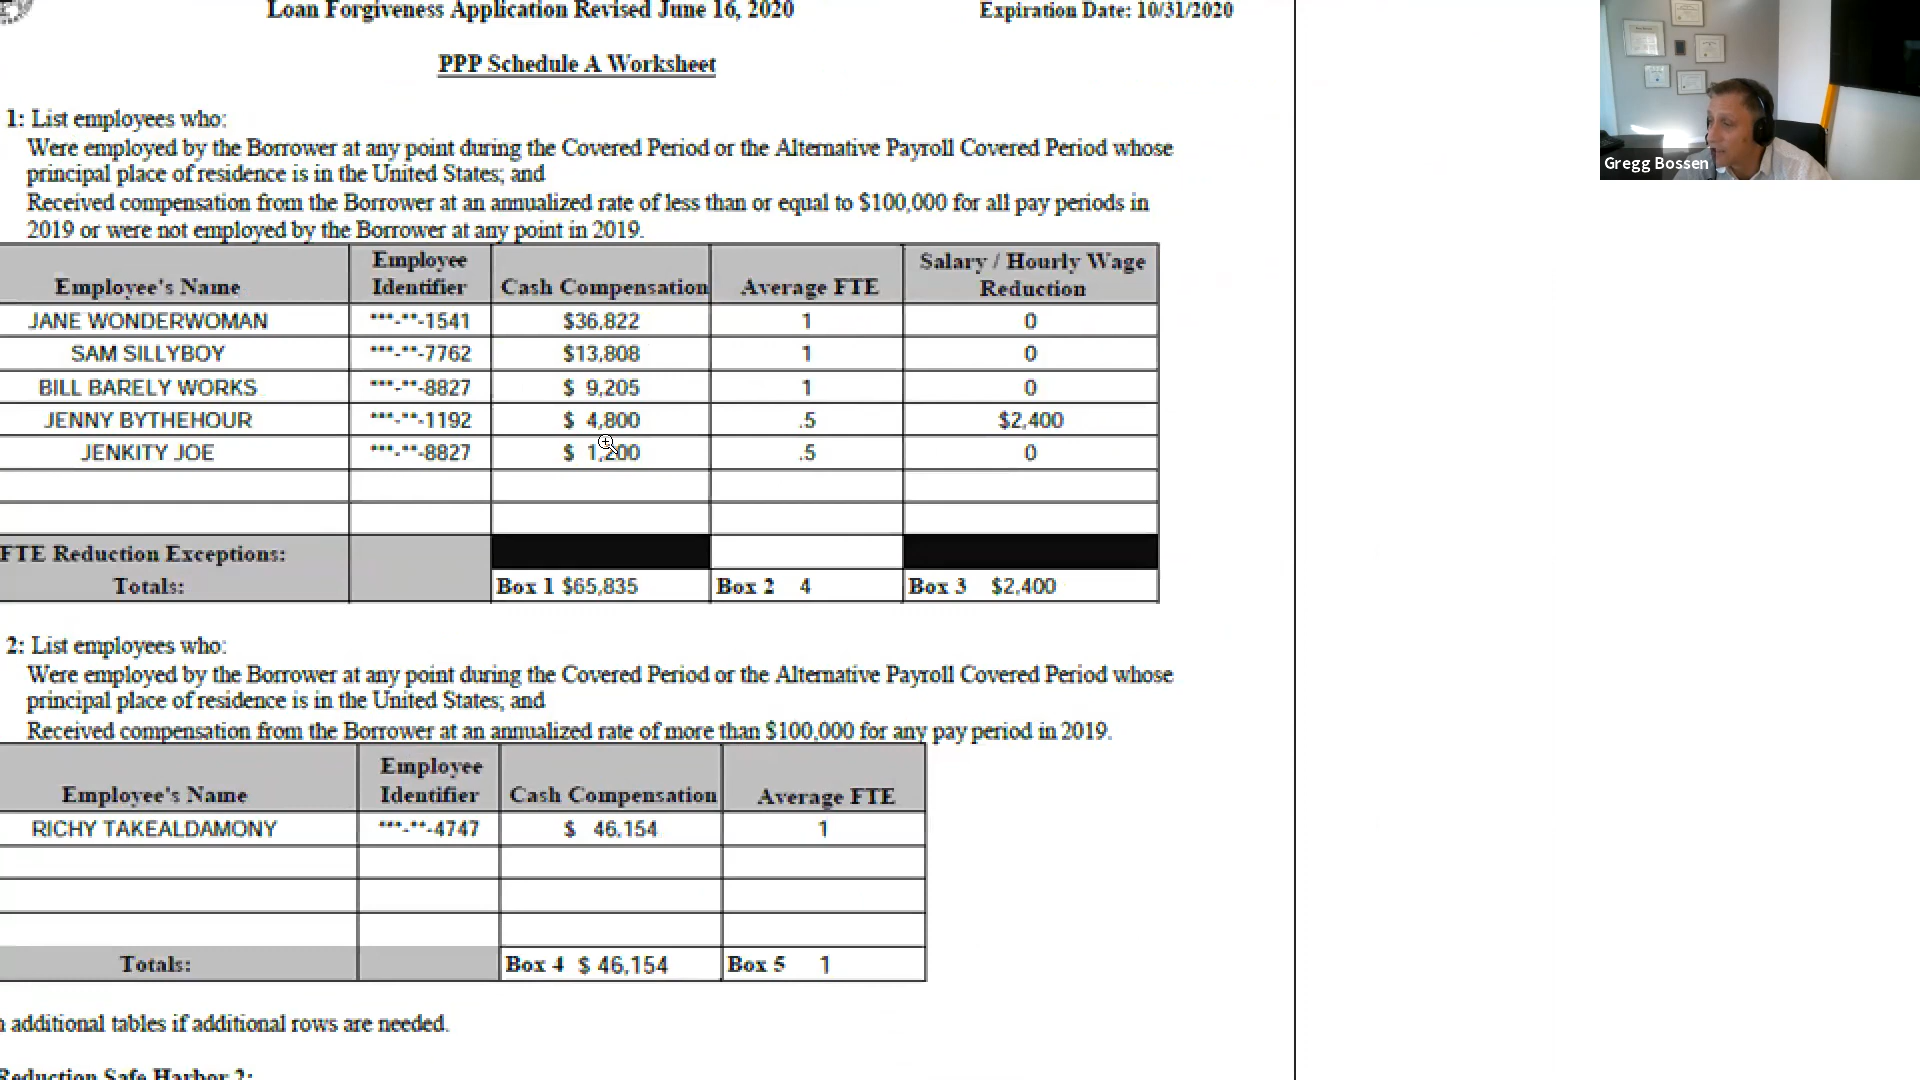 Loan Forgiveness Application Revised June 16, 2020 Expiration Date: 10/31/2020
PPP Schedule A Worksheet
1: List employees who:
Were employed by the Borrower at any point during the Covered Period or the Alternative Payroll Covered Period whose
principal place of residence is in the United States; and
Received compensation from the Borrower at an annualized rate of less than or equal to $100,000 for all pay periods in
2019 or were not employed by the Borrower at any point in 2019.
Employee's Name Employee Identifier Cash Compensation Average FTE Salary / Hourly Wage Reduction
JANE WONDERWOMAN ***-**-1541 $36,822 1 0
SAM SILLYBOY ***-**-7762 $13,808 1 0
BILL BARELY WORKS ***-**-8827 $ 9,205 1 0
JENNY BYTHEHOUR ***-**-1192 $ 4,800 .5 $2,400
JENKITY JOE ***-**-8827 $ 1,200 .5 0
FTE Reduction Exceptions:
Totals: Box 1 $65,835 Box 2 4 Box 3 $2,400
2: List employees who:
Were employed by the Borrower at any point during the Covered Period or the Alternative Payroll Covered Period whose
principal place of residence is in the United States; and
Received compensation from the Borrower at an annualized rate of more than $100,000 for any pay period in 2019.
Employee's Name Employee Identifier Cash Compensation Average FTE
RICHY TAKEALDAMONY ***-**-4747 $ 46,154 1
Totals: Box 4 $ 46,154 Box 5 1
additional tables if additional rows are needed.
Reduction Safe Harbor 2:
Gregg Bossen